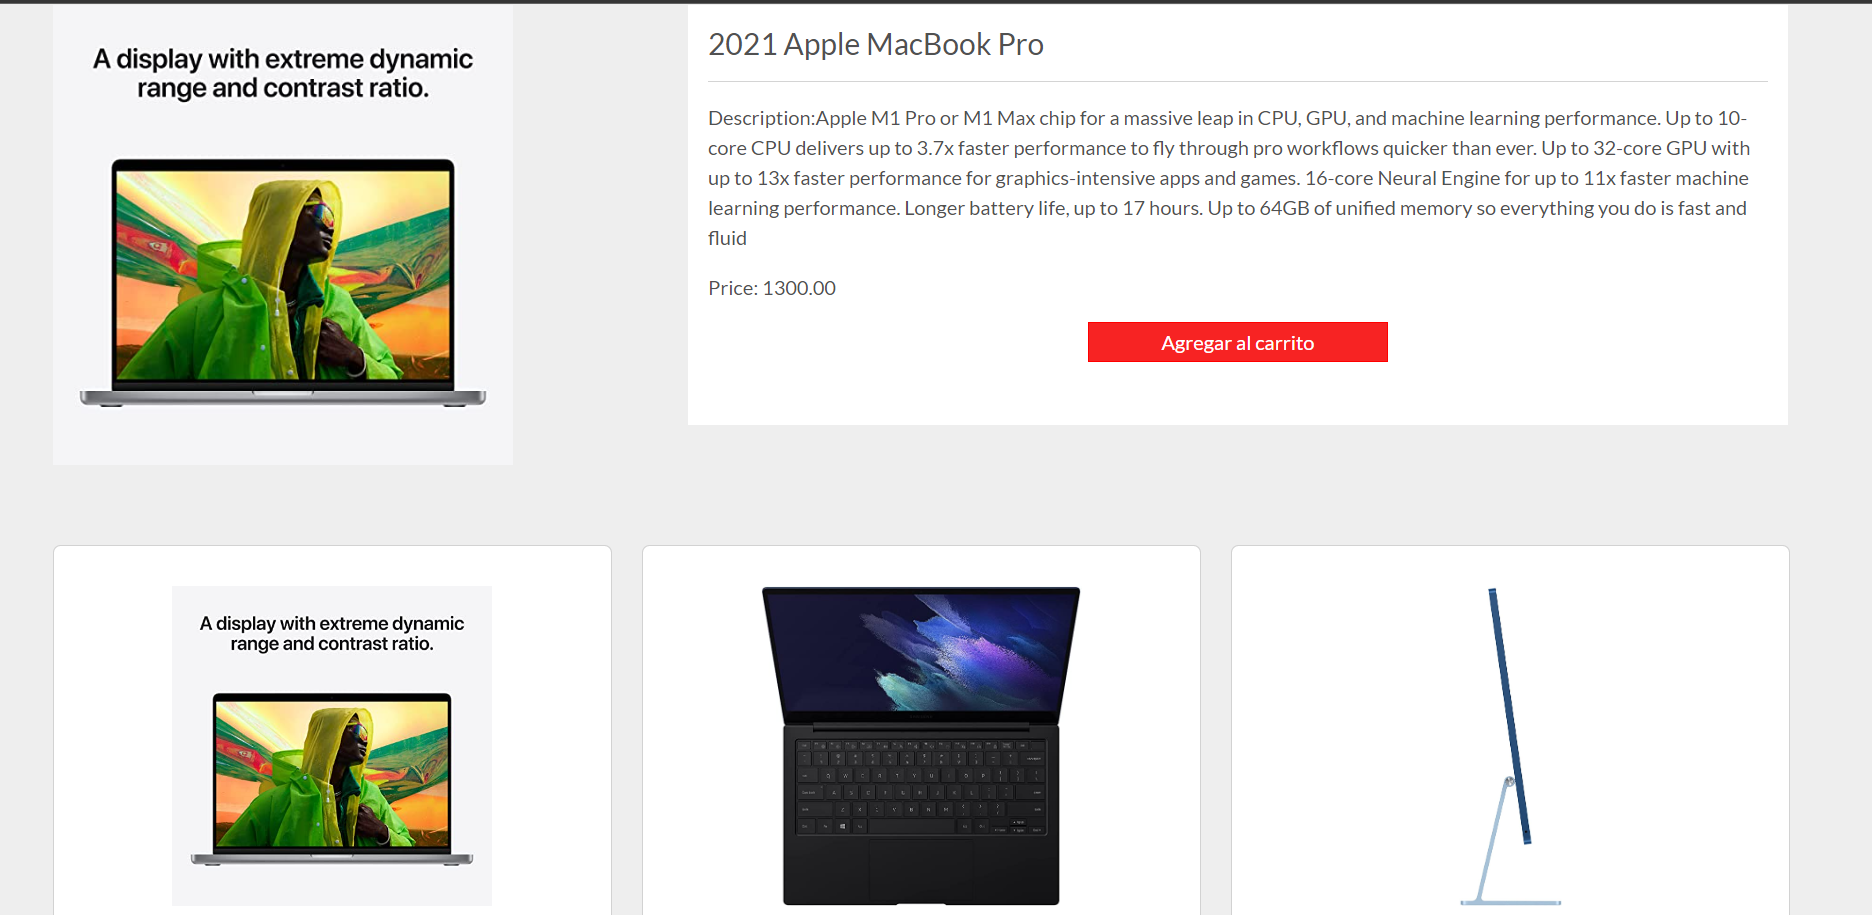 A display with extreme dynamic
range and contrast ratio.
2021 Apple MacBook Pro
Description:Apple M1 Pro or M1 Max chip for a massive leap in CPU, GPU, and machine learning performance. Up to 10-
core CPU delivers up to 3.7x faster performance to fly through pro workflows quicker than ever. Up to 32-core GPU with
up to 13x faster performance for graphics-intensive apps and games. 16-core Neural Engine for up to 11x faster machine
learning performance. Longer battery life, up to 17 hours. Up to 64GB of unified memory so everything you do is fast and
fluid
Price: 1300.00
Agregar al carrito
A display with extreme dynamic
range and contrast ratio.